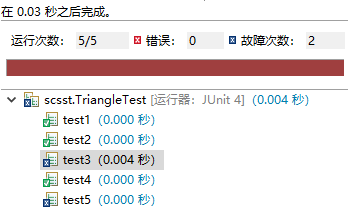 在 0.03 秒之后完成。
运行次数： 5/5 错误： 0 故障次数： 2
scsst.TriangleTest [运行器：JUnit 4] (0.004 秒)
test1 (0.000 秒)
test2 (0.000 秒)
test3 (0.004 秒)
test4 (0.000 秒)
test5 (0.000 秒)